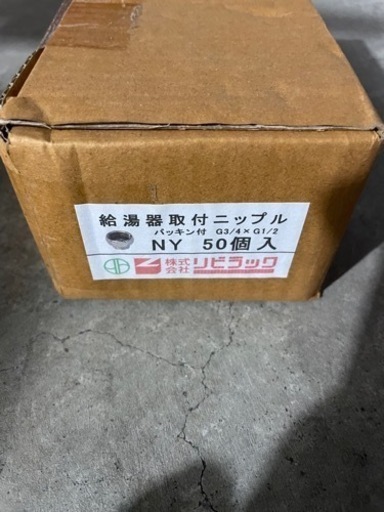 給湯器取付ニップル
パッキン付 G3/4×G1/2
NY 50個入
株式会社 リビラック